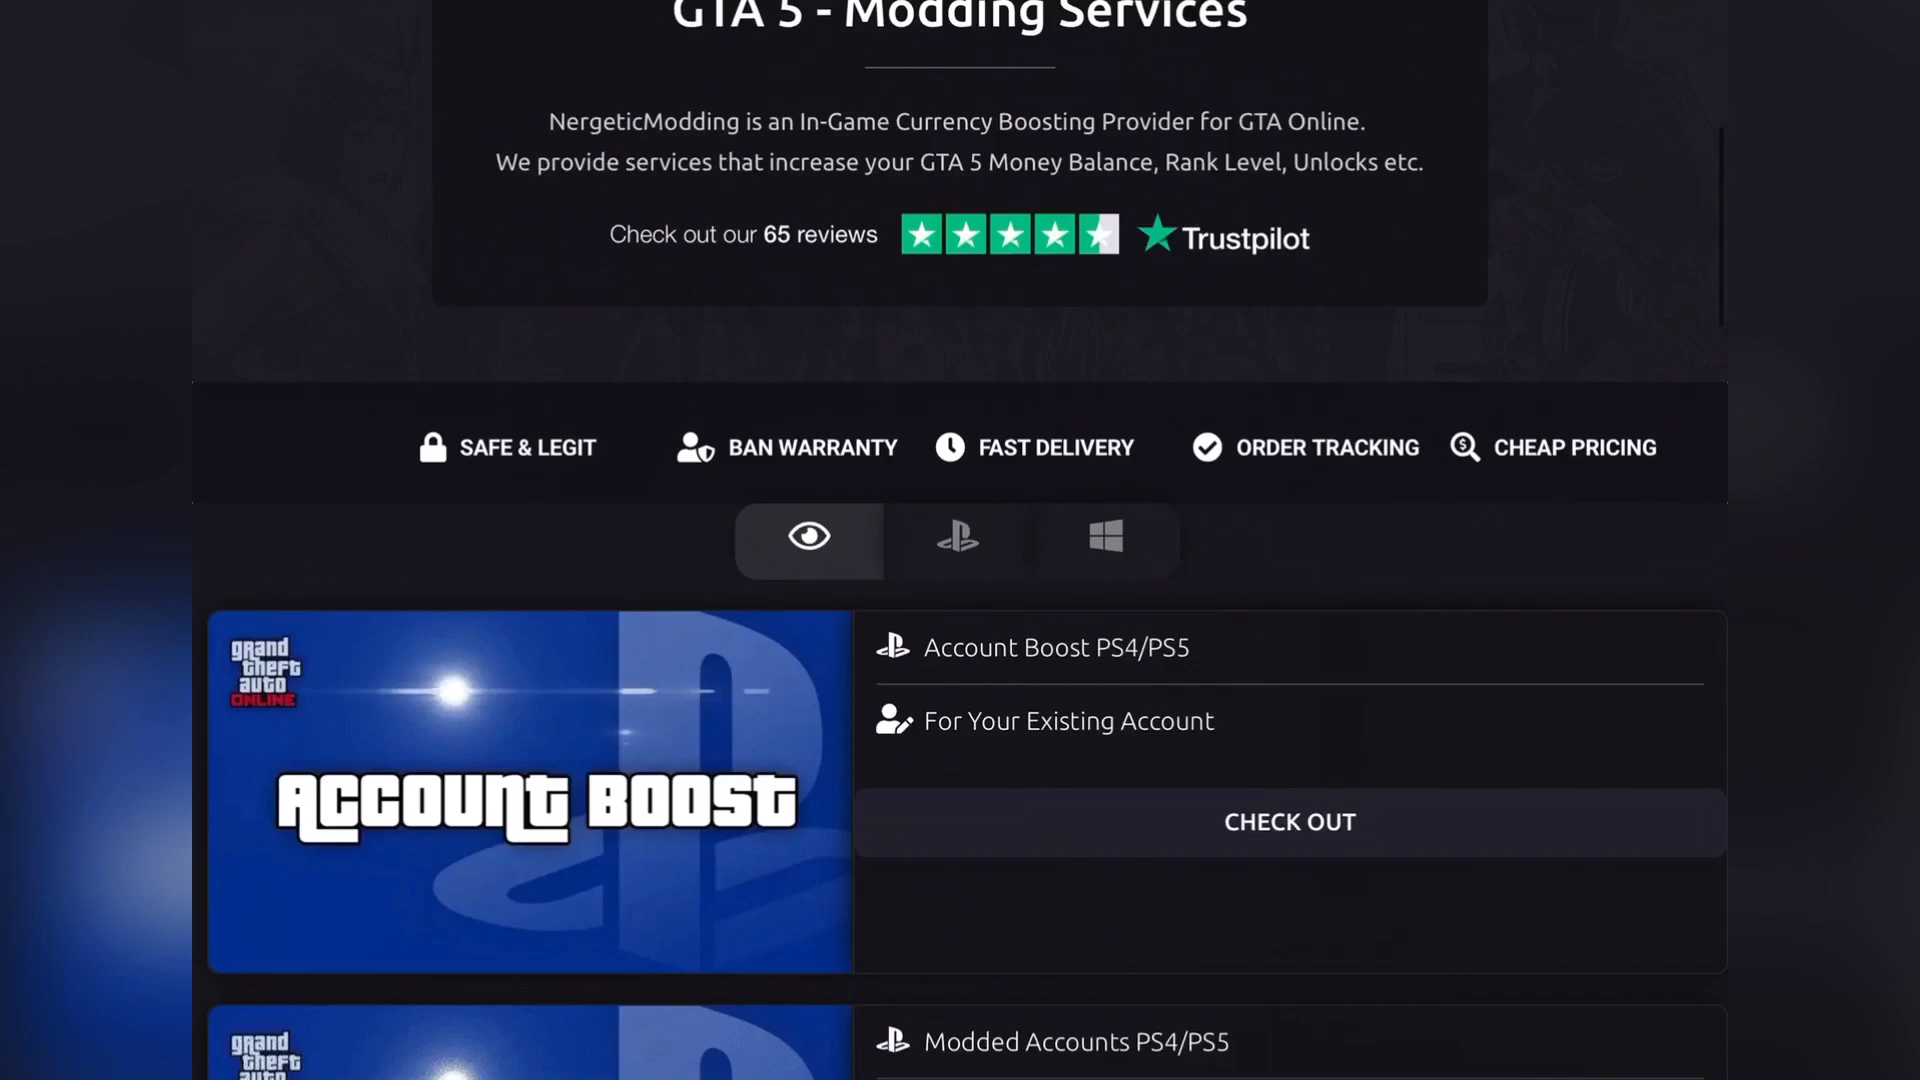 GTA 5 - Modding Services
NergeticModding is an In-Game Currency Boosting Provider for GTA Online.
We provide services that increase your GTA 5 Money Balance, Rank Level, Unlocks etc.
Check out our 65 reviews
Trustpilot
SAFE & LEGIT
BAN WARRANTY
FAST DELIVERY
ORDER TRACKING
CHEAP PRICING
grand
theft
auto
ONLINE
ACCOUNT BOOST
Account Boost PS4/PS5
For Your Existing Account
CHECK OUT
grand
theft
auto
Modded Accounts PS4/PS5